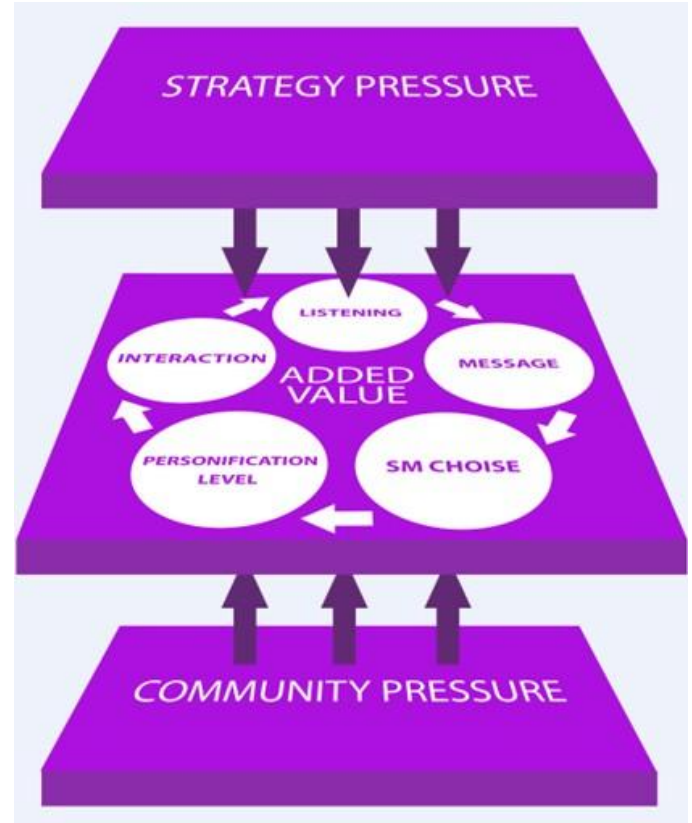 STRATEGY PRESSURE
LISTENING
INTERACTION
MESSAGE
ADDED
VALUE
PERSONIFICATION
LEVEL
SM CHOISE
COMMUNITY PRESSURE